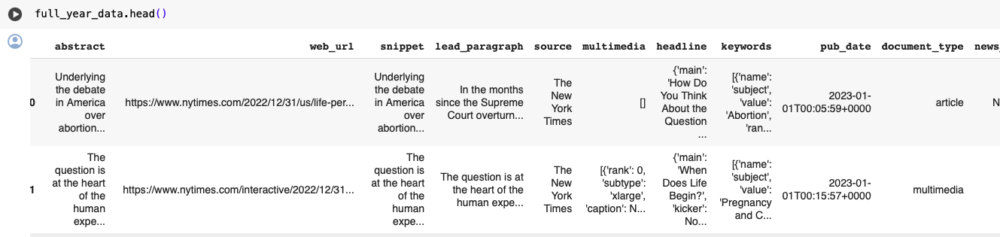 full_year_data.head()
abstract web_url snippet lead_paragraph source multimedia headline keywords pub_date document_type news_
0
Underlying
the debate
in America
over
abortion...
https://www.nytimes.com/2022/12/31/us/life-per...
Underlying
the debate
in America
over
abortion...
In the months
since the Supreme
Court overturn...
The
New
York
Times
[]
{'main':
'How Do
You Think
About the
Question
...
[{'name':
'subject',
'value':
'Abortion',
'ran...
2023-01-
01T00:05:59+0000
article
N
1
The
question is
at the heart
of the
human
expe...
https://www.nytimes.com/interactive/2022/12/31...
The
question is
at the heart
of the
human
expe...
The question is at
the heart of the
human expe...
The
New
York
Times
[{'rank': 0,
'subtype':
'xlarge',
'caption': N...
{'main':
'When
Does Life
Begin?',
'kicker':
No...
[{'name':
'subject',
'value':
'Pregnancy
and C...
2023-01-
01T00:15:57+0000
multimedia